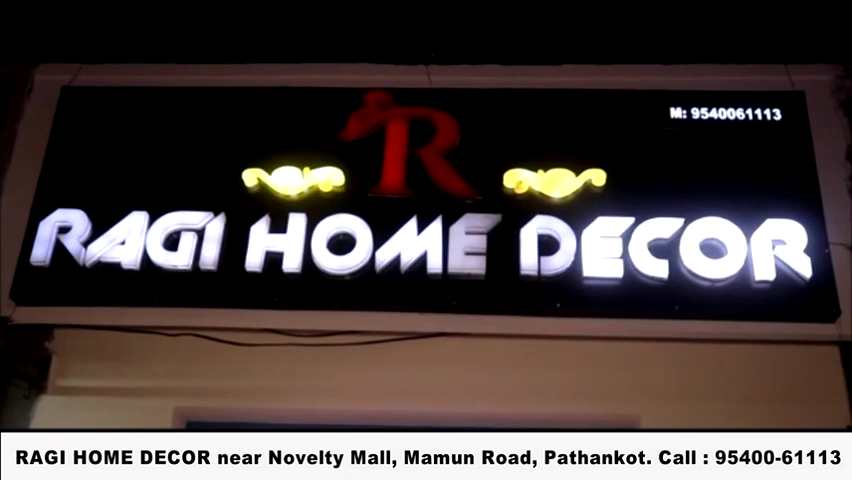 R
M: 9540061113
RAGI HOME DECOR
RAGI HOME DECOR near Novelty Mall, Mamun Road, Pathankot. Call : 95400-61113